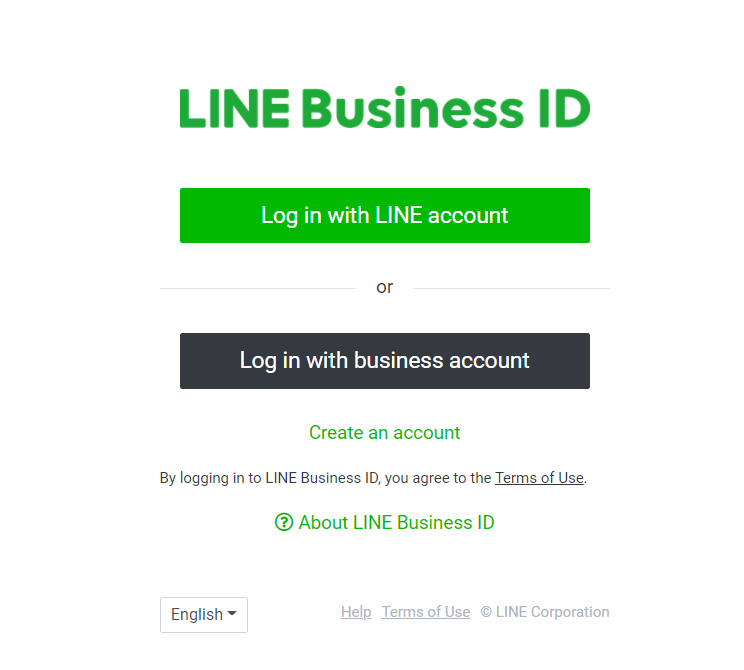 LINE Business ID
Log in with LINE account
or
Log in with business account
Create an account
By logging in to LINE Business ID, you agree to the Terms of Use.
About LINE Business ID
English
Help Terms of Use © LINE Corporation